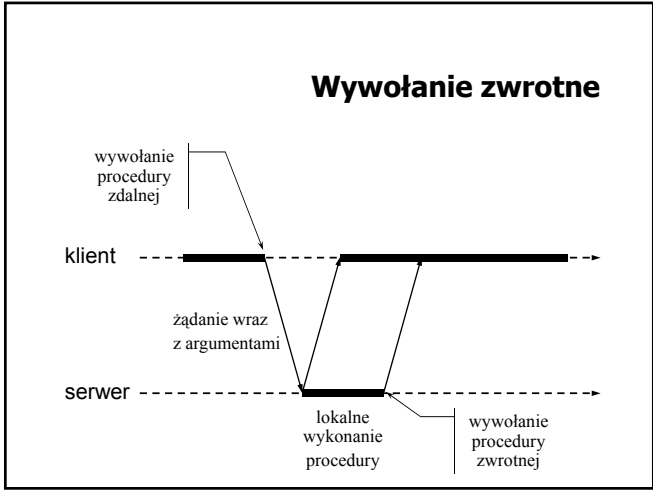 Wywołanie zwrotne
wywołanie
procedury
zdalnej
klient
żądanie wraz
z argumentami
serwer
lokalne
wykonanie
procedury
wywołanie
procedury
zwrotnej